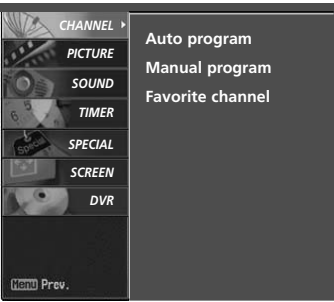 CHANNEL
PICTURE
SOUND
TIMER
SPECIAL
SCREEN
DVR
Auto program
Manual program
Favorite channel
Menu Prev.